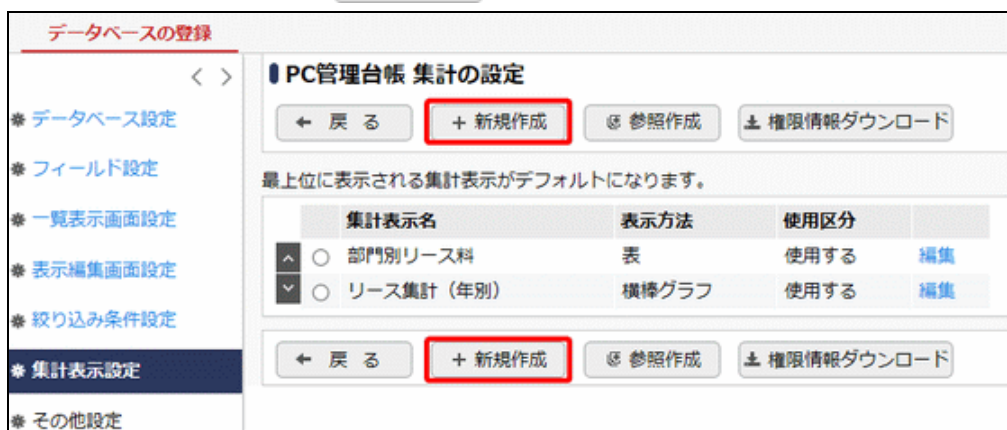 データベースの登録
< >
データベース設定
フィールド設定
一覧表示画面設定
表示編集画面設定
絞り込み条件設定
集計表示設定
その他設定
PC管理台帳 集計の設定
← 戻 る + 新規作成 参照作成 権限情報ダウンロード
最上位に表示される集計表示がデフォルトになります。
集計表示名 表示方法 使用区分
部門別リース料 表 使用する 編集
リース集計（年別） 横棒グラフ 使用する 編集
← 戻 る + 新規作成 参照作成 権限情報ダウンロード